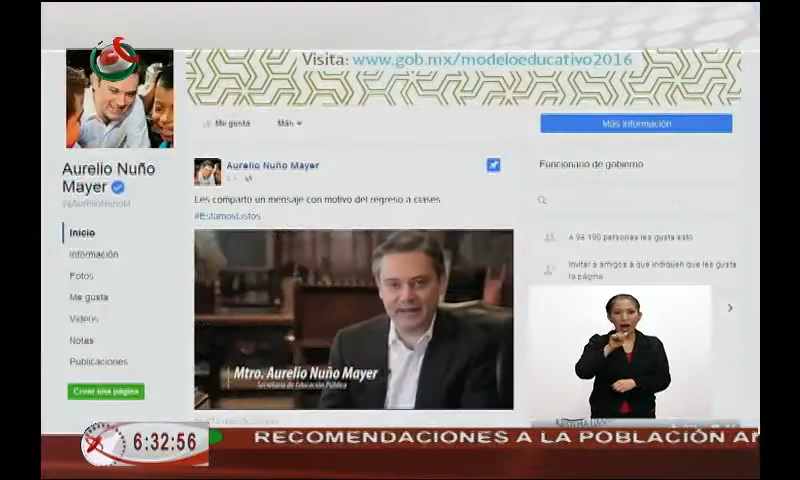 Visita: www.gob.mx/modeloeducativo2016
Me gusta
Más
Más información
Aurelio Nuño
Mayer
@AurelioNunoM
Inicio
Información
Fotos
Me gusta
Videos
Notas
Publicaciones
Crear una página
Aurelio Nuño Mayer
Les comparto un mensaje con motivo del regreso a clases
#EstamosListos
Mtro. Aurelio Nuño Mayer
Secretario de Educación Pública
Funcionario de gobierno
A 94 190 personas les gusta esto
Invitar a amigos a que indiquen que les gusta
la página
6:32:56
RECOMENDACIONES A LA POBLACIÓN AN